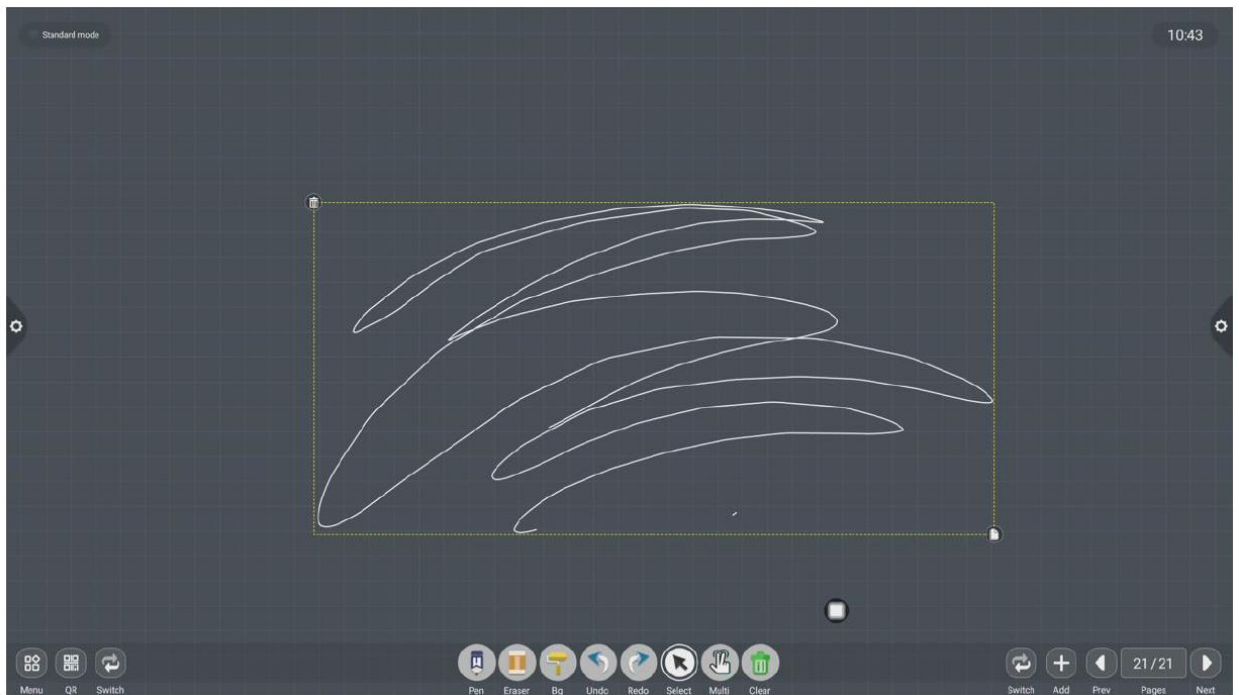 Standard mode
10:43
Menu QR Switch Pen Eraser Bg Undo Redo Select Multi Clear Switch Add Prev 21/21 Pages Next